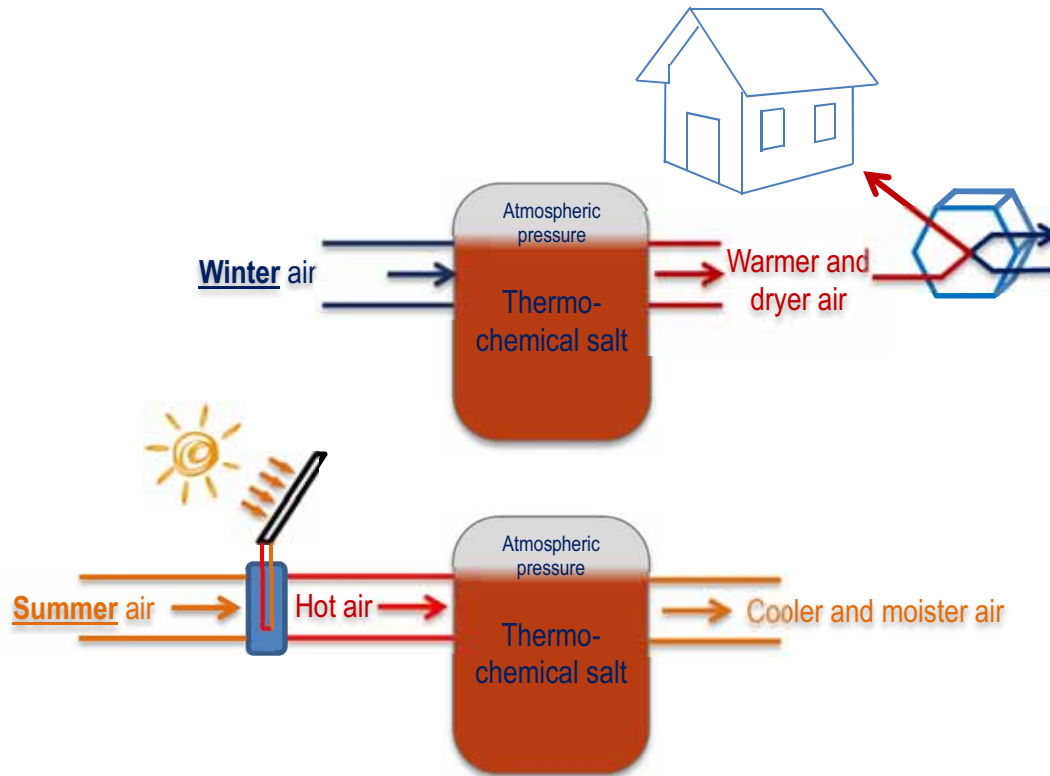 Atmospheric
pressure
Winter air
Thermo-
chemical salt
Warmer and
dryer air
Atmospheric
pressure
Summer air
Hot air
Thermo-
chemical salt
Cooler and moister air